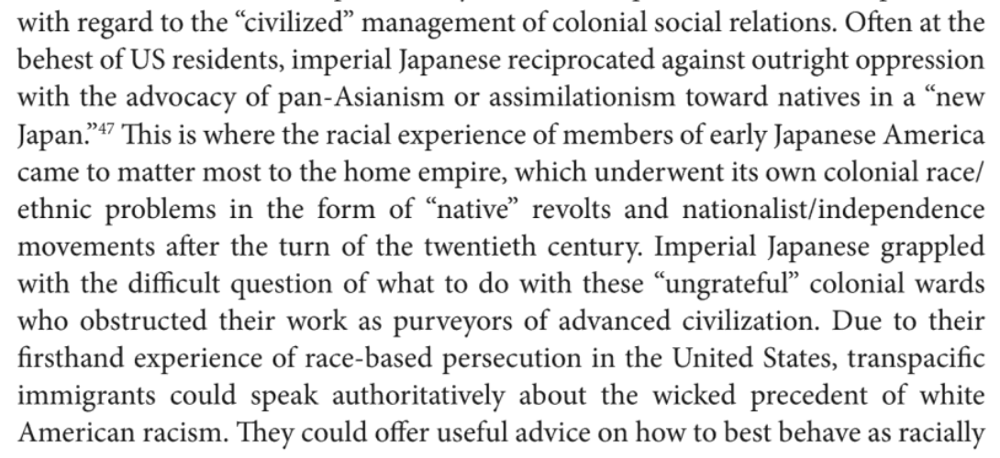 with regard to the “civilized” management of colonial social relations. Often at the
behest of US residents, imperial Japanese reciprocated against outright oppression
with the advocacy of pan-Asianism or assimilationism toward natives in a “new
Japan.”47 This is where the racial experience of members of early Japanese America
came to matter most to the home empire, which underwent its own colonial race/
ethnic problems in the form of “native” revolts and nationalist/independence
movements after the turn of the twentieth century. Imperial Japanese grappled
with the difficult question of what to do with these “ungrateful” colonial wards
who obstructed their work as purveyors of advanced civilization. Due to their
firsthand experience of race-based persecution in the United States, transpacific
immigrants could speak authoritatively about the wicked precedent of white
American racism. They could offer useful advice on how to best behave as racially